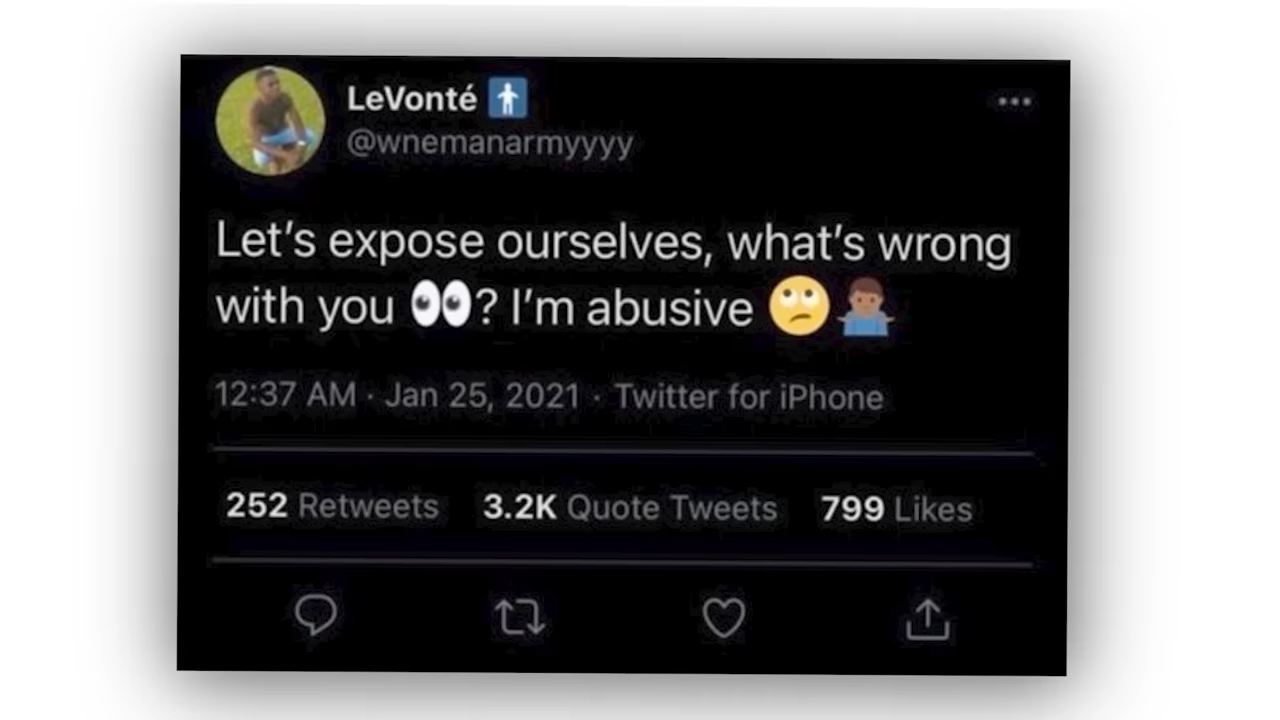 LeVonté 🚹
@wnemanarmyyyy
Let’s expose ourselves, what’s wrong
with you 👀? I’m abusive 🙄🤷🏾‍♂️
12:37 AM · Jan 25, 2021 · Twitter for iPhone
252 Retweets 3.2K Quote Tweets 799 Likes